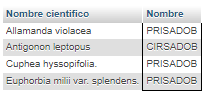 Nombre cientifico Nombre
Allamanda violacea PRISADOB
Antigonon leptopus CIRSADOB
Cuphea hyssopifolia. PRISADOB
Euphorbia milii var. splendens. PRISADOB